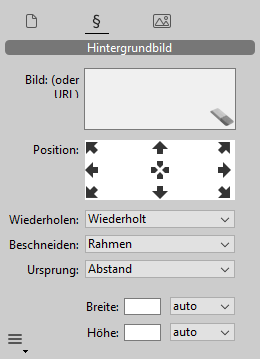 §
Hintergrundbild
Bild: (oder
URL)
Position:
Wiederholen: Wiederholt
Beschneiden: Rahmen
Ursprung: Abstand
Breite: auto
Höhe: auto